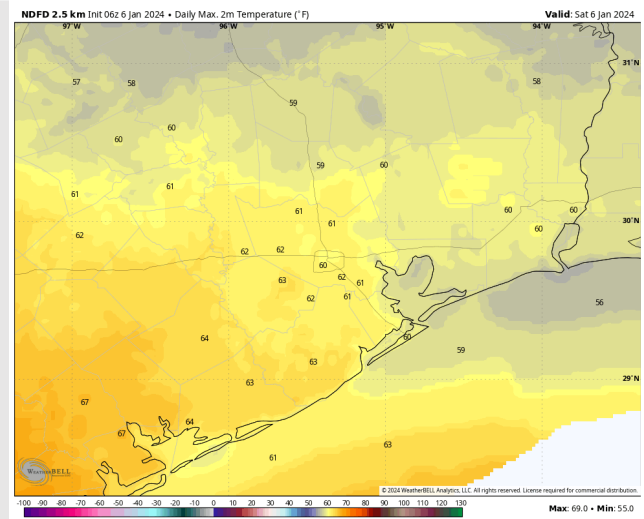 NDFD 2.5 km Init 06z 6 Jan 2024 • Daily Max. 2m Temperature (°F)
Valid: Sat 6 Jan 2024
97°W 96°W 95°W 94°W
31°N
57 58 58
59
60 60
59 60
61 61
61 60 60
61 30°N
62 60
62 62
60
63 62 61
62 61
56
64 60
59
63
29°N
63
67
64
67
63
61
WEATHERBELL
© 2024 WeatherBELL Analytics, LLC. All rights reserved. License required for commercial distribution.
-100 -90 -80 -70 -60 -50 -40 -30 -20 -10 0 10 20 30 40 50 60 70 80 90 100 110 120 130
Max: 69.0 • Min: 55.0